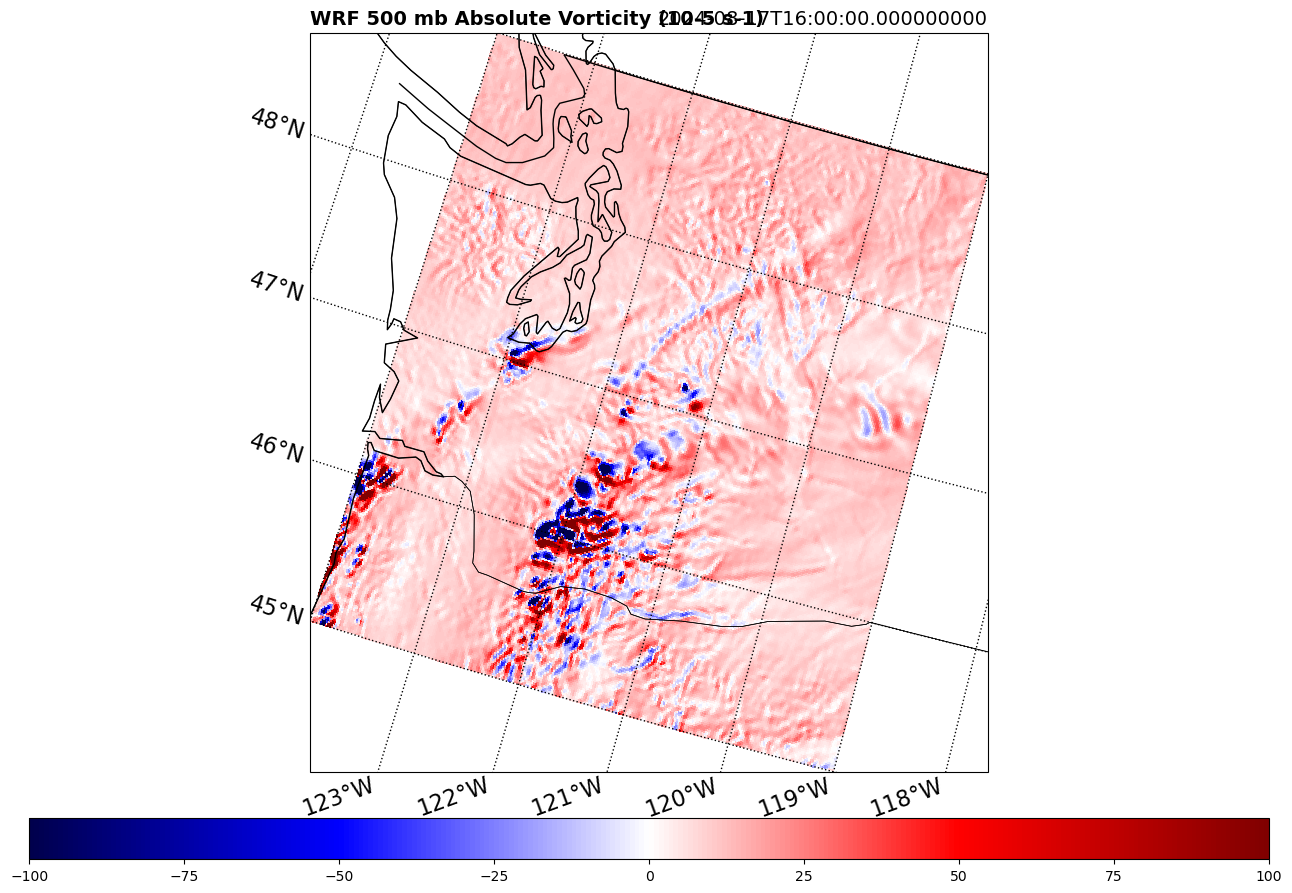 WRF 500 mb Absolute Vorticity (10-5 s-1)
2024-08-17T16:00:00.000000000
48°N
47°N
46°N
45°N
123°W 122°W 121°W 120°W 119°W 118°W
−100 −75 −50 −25 0 25 50 75 100